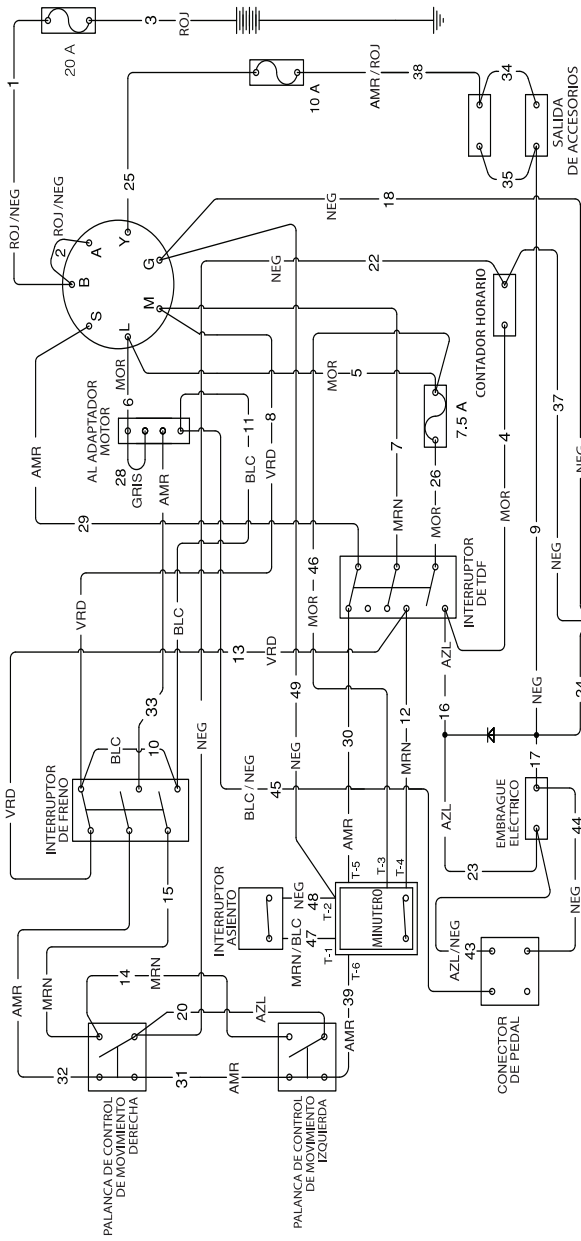 1
ROJ/NEG
ROJ/NEG
2
20 A
3
ROJ
B
A
S
Y
L
M
G
25
10 A
AMR/ROJ
38
34
35
SALIDA
DE ACCESORIOS
NEG
18
NEG
22
CONTADOR HORARIO
37
NEG
NEG
AMR
29
6
MOR
28
GRIS
AL ADAPTADOR
MOTOR
AMR
11
BLC
8
VRD
5
MOR
7
MRN
7.5 A
26
MOR
4
MOR
9
NEG
46
MOR
INTERRUPTOR
DE TDF
VRD
BLC
33
13
VRD
49
NEG
30
12
MRN
16
AZL
24
NEG
VRD
INTERRUPTOR
DE FRENO
BLC
10
NEG
BLC/NEG
45
AMR
17
AZL
15
INTERRUPTOR
ASIENTO
NEG
48
47
MRN/BLC
T-5
T-2
T-3
T-4
MINUTERO
T-1
T-6
EMBRAGUE
ELÉCTRICO
23
44
NEG
AZL/NEG
43
AMR
MRN
14
MRN
20
AZL
39
AMR
32
31
AMR
PALANCA DE CONTROL
DE MOVIMIENTO
DERECHA
PALANCA DE CONTROL
DE MOVIMIENTO
IZQUIERDA
CONECTOR
DE PEDAL